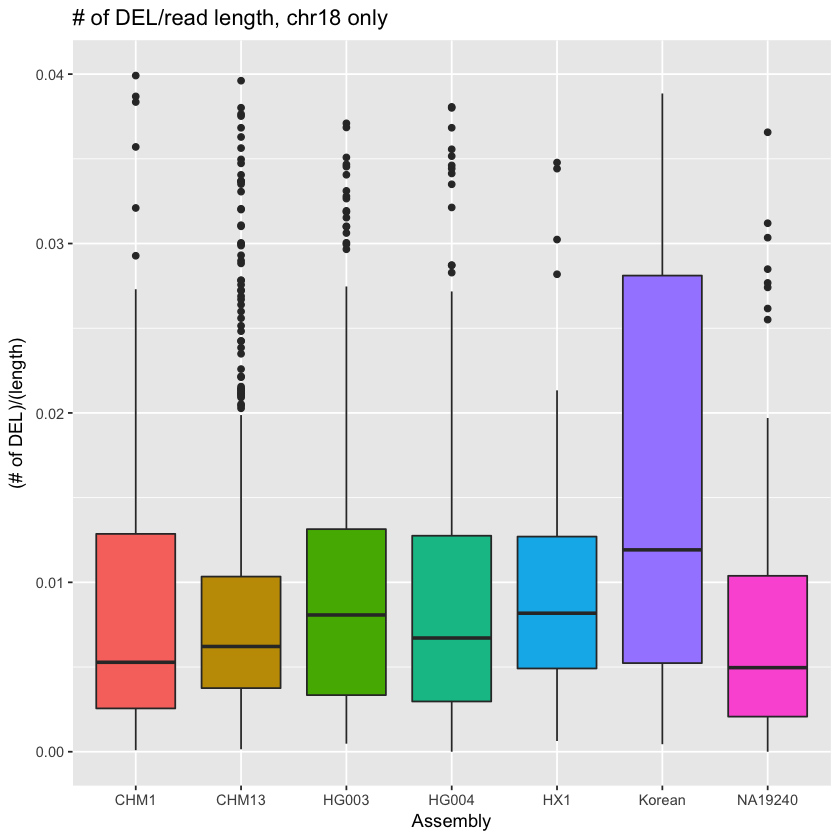 # of DEL/read length, chr18 only
(# of DEL)/(length)
0.04
0.03
0.02
0.01
0.00
CHM1 CHM13 HG003 HG004 HX1 Korean NA19240
Assembly